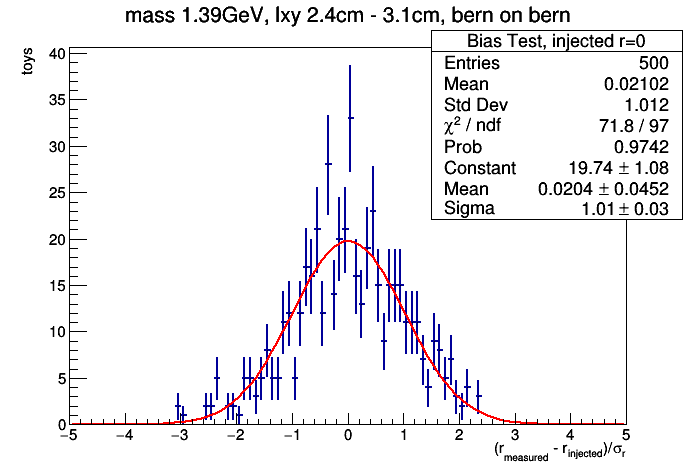 mass 1.39GeV, lxy 2.4cm - 3.1cm, bern on bern
Bias Test, injected r=0
Entries 500
Mean 0.02102
Std Dev 1.012
χ² / ndf 71.8 / 97
Prob 0.9742
Constant 19.74 ± 1.08
Mean 0.0204 ± 0.0452
Sigma 1.01 ± 0.03
toys
40
35
30
25
20
15
10
5
0
−5 −4 −3 −2 −1 0 1 2 3 4 5
(r_measured - r_injected)/σ_r